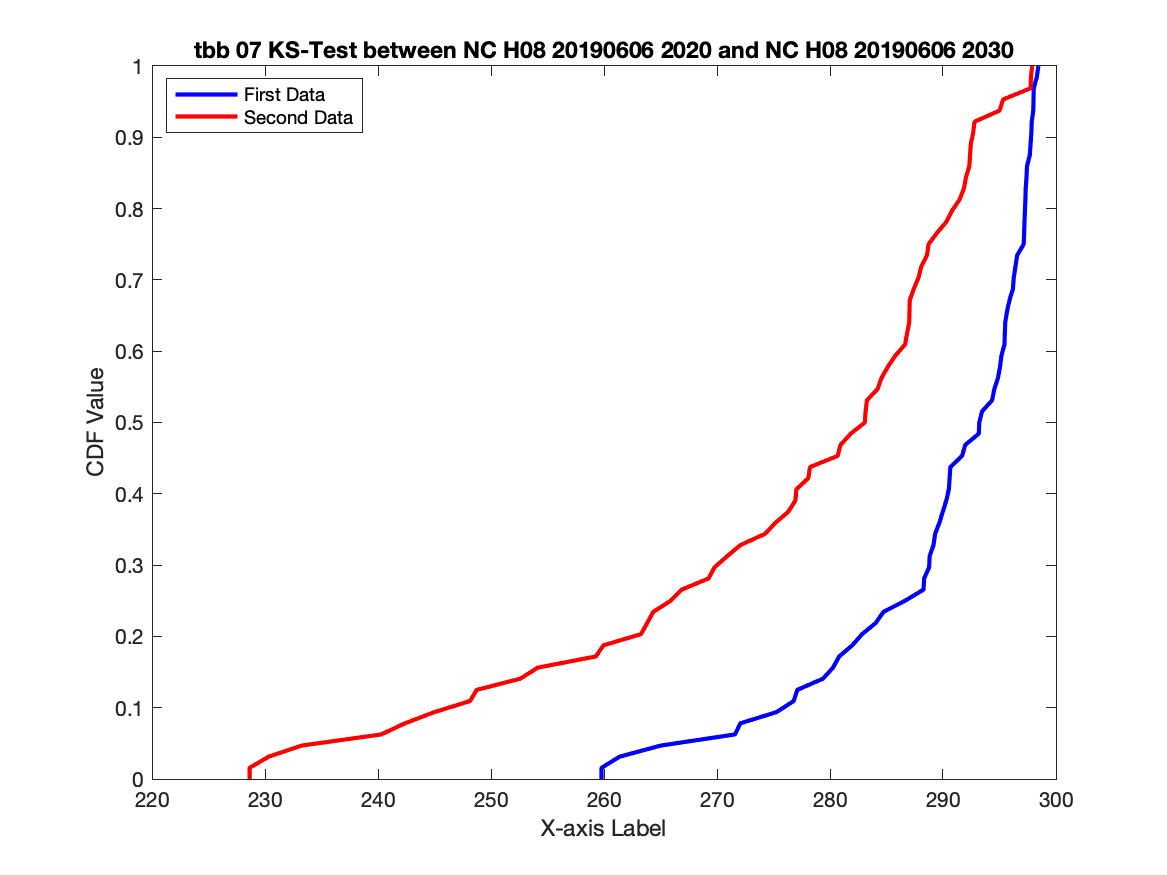 tbb 07 KS-Test between NC H08 20190606 2020 and NC H08 20190606 2030
First Data
Second Data
CDF Value
1
0.9
0.8
0.7
0.6
0.5
0.4
0.3
0.2
0.1
0
220 230 240 250 260 270 280 290 300
X-axis Label